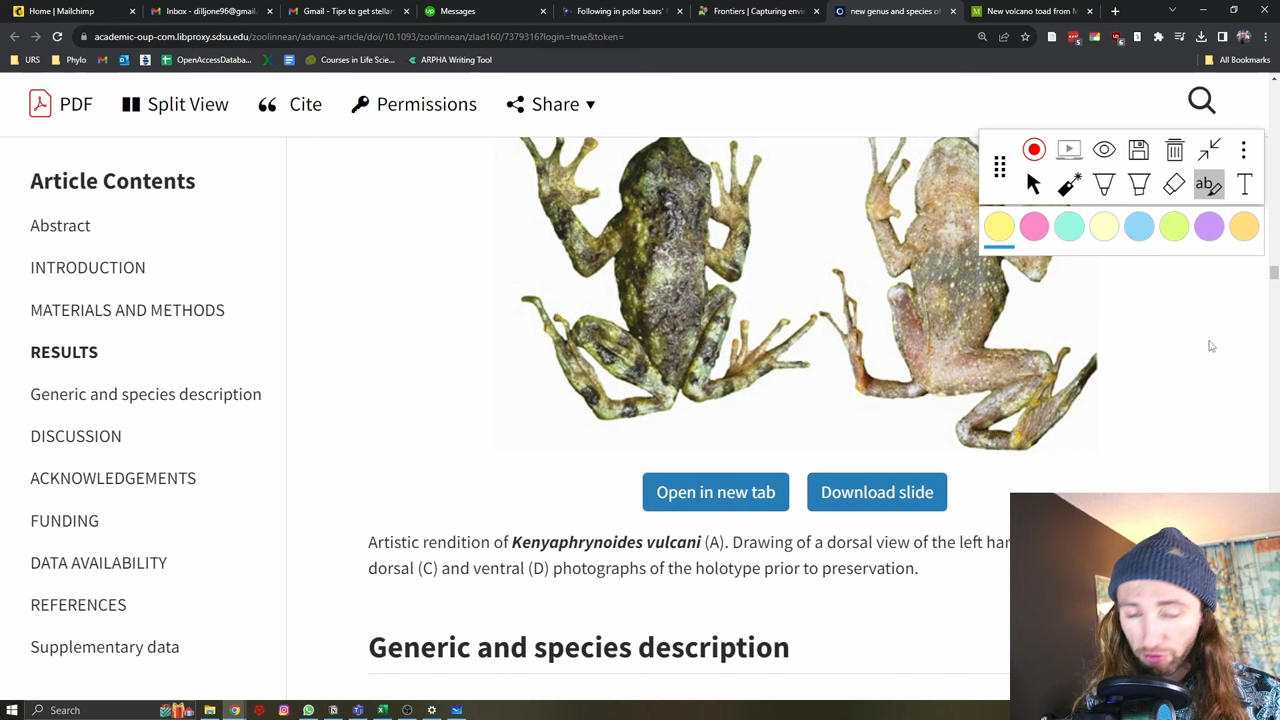 Home | Mailchimp
Inbox - diljone96@gmail.
Gmail - Tips to get stellar
Messages
Following in polar bears'
Frontiers | Capturing envi
new genus and species of
New volcano toad from M
academic-oup-com.libproxy.sdsu.edu/zoolinnean/advance-article/doi/10.1093/zoolinnean/zlad160/7379316?login=true&token=
URS
Phylo
OpenAccessDataba...
Courses in Life Scie...
ARPHA Writing Tool
All Bookmarks
PDF
Split View
Cite
Permissions
Share ▼
Article Contents
Abstract
INTRODUCTION
MATERIALS AND METHODS
RESULTS
Generic and species description
DISCUSSION
ACKNOWLEDGEMENTS
FUNDING
DATA AVAILABILITY
REFERENCES
Supplementary data
ab
T
Open in new tab
Download slide
Artistic rendition of Kenyaphrynoides vulcani (A). Drawing of a dorsal view of the left han
dorsal (C) and ventral (D) photographs of the holotype prior to preservation.
Generic and species description
Search